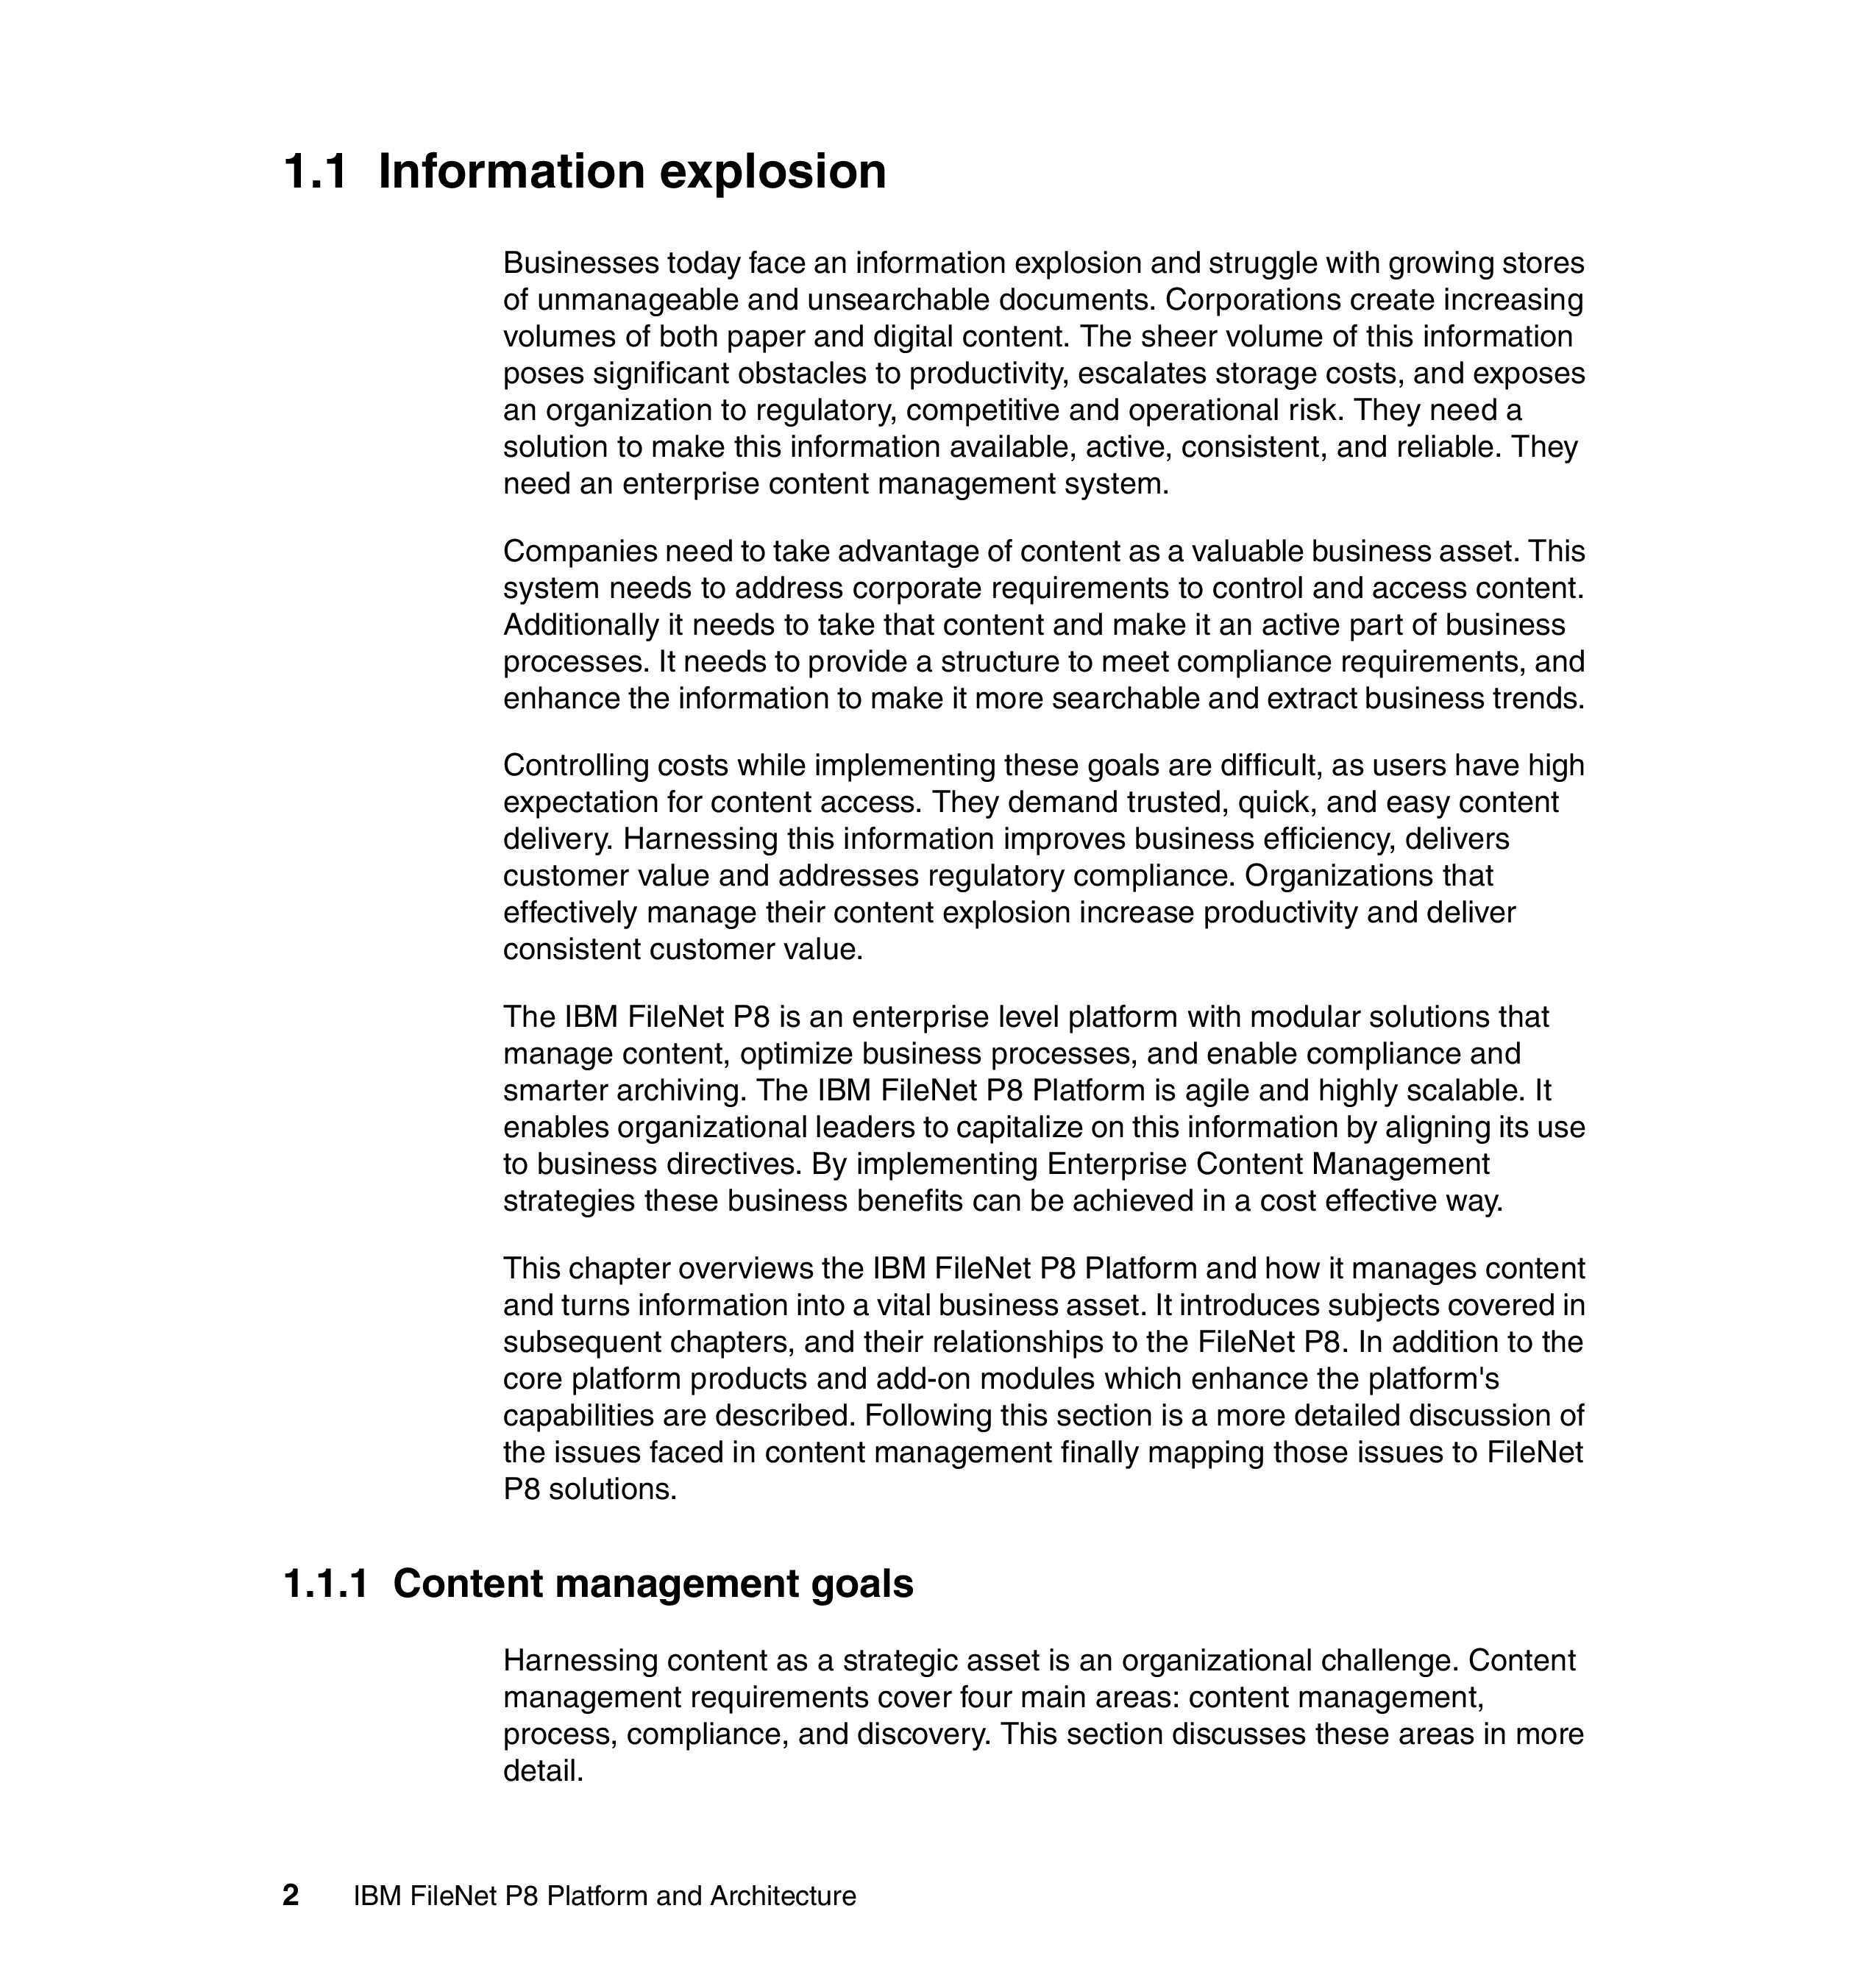 1.1 Information explosion
Businesses today face an information explosion and struggle with growing stores
of unmanageable and unsearchable documents. Corporations create increasing
volumes of both paper and digital content. The sheer volume of this information
poses significant obstacles to productivity, escalates storage costs, and exposes
an organization to regulatory, competitive and operational risk. They need a
solution to make this information available, active, consistent, and reliable. They
need an enterprise content management system.
Companies need to take advantage of content as a valuable business asset. This
system needs to address corporate requirements to control and access content.
Additionally it needs to take that content and make it an active part of business
processes. It needs to provide a structure to meet compliance requirements, and
enhance the information to make it more searchable and extract business trends.
Controlling costs while implementing these goals are difficult, as users have high
expectation for content access. They demand trusted, quick, and easy content
delivery. Harnessing this information improves business efficiency, delivers
customer value and addresses regulatory compliance. Organizations that
effectively manage their content explosion increase productivity and deliver
consistent customer value.
The IBM FileNet P8 is an enterprise level platform with modular solutions that
manage content, optimize business processes, and enable compliance and
smarter archiving. The IBM FileNet P8 Platform is agile and highly scalable. It
enables organizational leaders to capitalize on this information by aligning its use
to business directives. By implementing Enterprise Content Management
strategies these business benefits can be achieved in a cost effective way.
This chapter overviews the IBM FileNet P8 Platform and how it manages content
and turns information into a vital business asset. It introduces subjects covered in
subsequent chapters, and their relationships to the FileNet P8. In addition to the
core platform products and add-on modules which enhance the platform's
capabilities are described. Following this section is a more detailed discussion of
the issues faced in content management finally mapping those issues to FileNet
P8 solutions.
1.1.1 Content management goals
Harnessing content as a strategic asset is an organizational challenge. Content
management requirements cover four main areas: content management,
process, compliance, and discovery. This section discusses these areas in more
detail.
2 IBM FileNet P8 Platform and Architecture